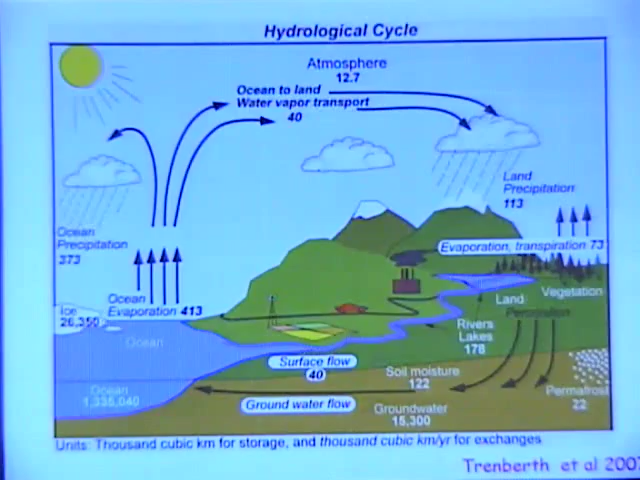 Hydrological Cycle
Atmosphere
12.7
Ocean to land
Water vapor transport
40
Land
Precipitation
113
Ocean
Precipitation
373
Evaporation, transpiration 73
Ocean
Evaporation 413
Ice
26,350
Land
Percolation
Vegetation
Rivers
Lakes
178
Ocean
Surface flow
40
Soil moisture
122
Permafrost
22
Ocean
1,335,040
Ground water flow
Groundwater
15,300
Units: Thousand cubic km for storage, and thousand cubic km/yr for exchanges
Trenberth et al 2007